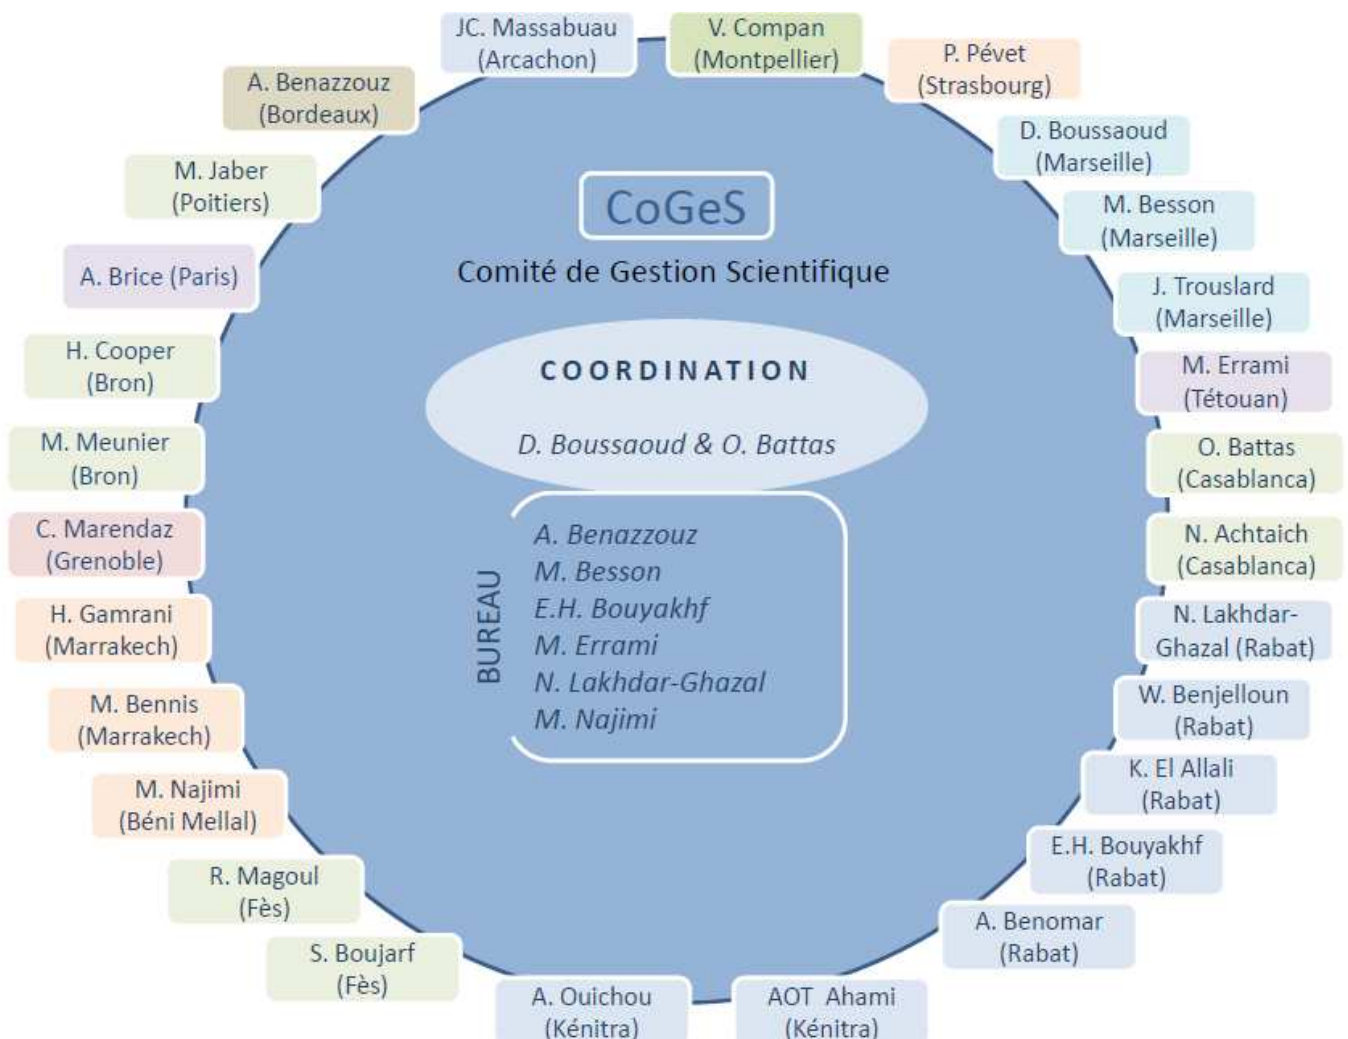 JC. Massabuau
(Arcachon)
V. Compan
(Montpellier)
P. Pévet
(Strasbourg)
D. Boussaoud
(Marseille)
M. Besson
(Marseille)
J. Trouslard
(Marseille)
M. Errami
(Tétouan)
O. Battas
(Casablanca)
N. Achtaich
(Casablanca)
N. Lakhdar-
Ghazal (Rabat)
W. Benjelloun
(Rabat)
K. El Allali
(Rabat)
E.H. Bouyakhf
(Rabat)
A. Benomar
(Rabat)
AOT Ahami
(Kénitra)
A. Ouichou
(Kénitra)
S. Boujarf
(Fès)
R. Magoul
(Fès)
M. Najimi
(Béni Mellal)
M. Bennis
(Marrakech)
H. Gamrani
(Marrakech)
C. Marendaz
(Grenoble)
M. Meunier
(Bron)
H. Cooper
(Bron)
A. Brice (Paris)
M. Jaber
(Poitiers)
A. Benazzouz
(Bordeaux)
CoGeS
Comité de Gestion Scientifique
COORDINATION
D. Boussaoud & O. Battas
BUREAU
A. Benazzouz
M. Besson
E.H. Bouyakhf
M. Errami
N. Lakhdar-Ghazal
M. Najimi